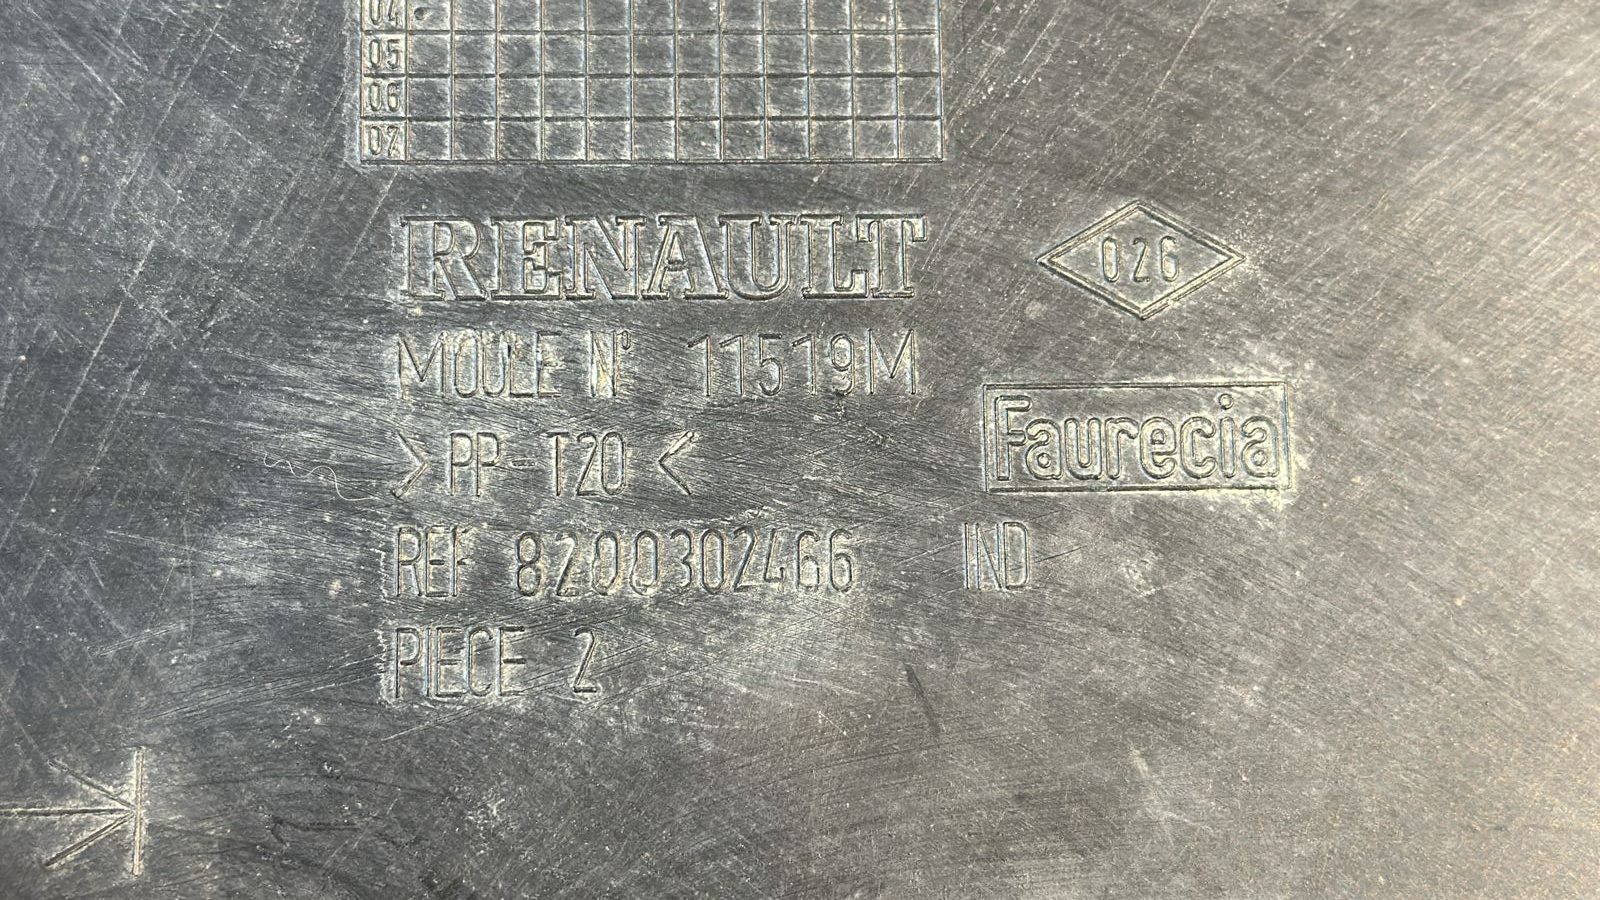 04
05
06
07
RENAULT
026
MOULE N° 11519M
Faurecia
>PP-T20<
REF 8200302466 IND
PIECE 2